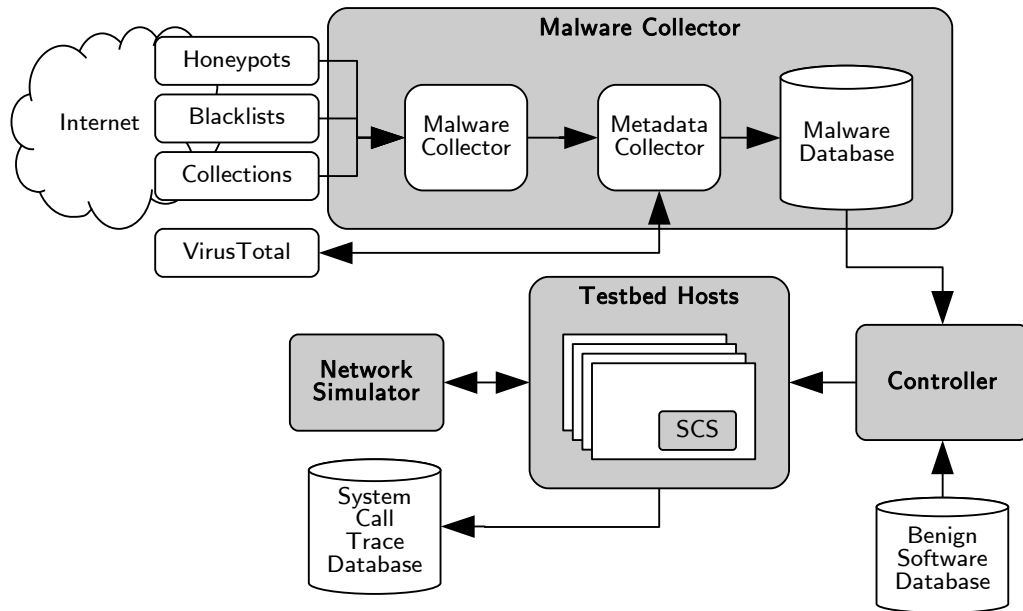 Malware Collector
Honeypots
Internet
Blacklists
Collections
Malware
Collector
Metadata
Collector
Malware
Database
VirusTotal
Testbed Hosts
Network
Simulator
SCS
Controller
System
Call
Trace
Database
Benign
Software
Database